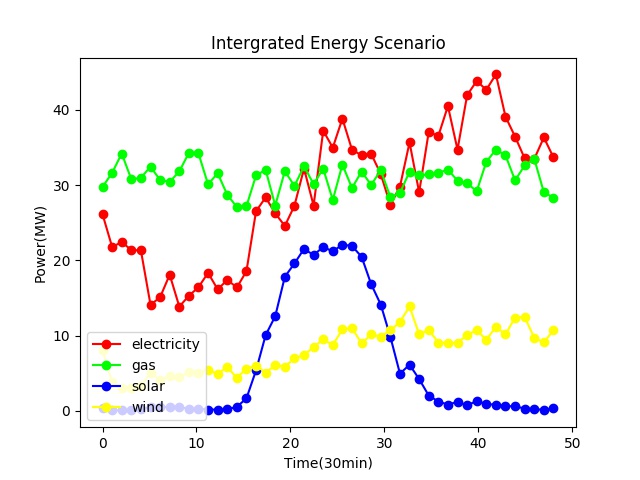 Intergrated Energy Scenario
Power(MW)
40
30
20
10
0
electricity
gas
solar
wind
0 10 20 30 40 50
Time(30min)